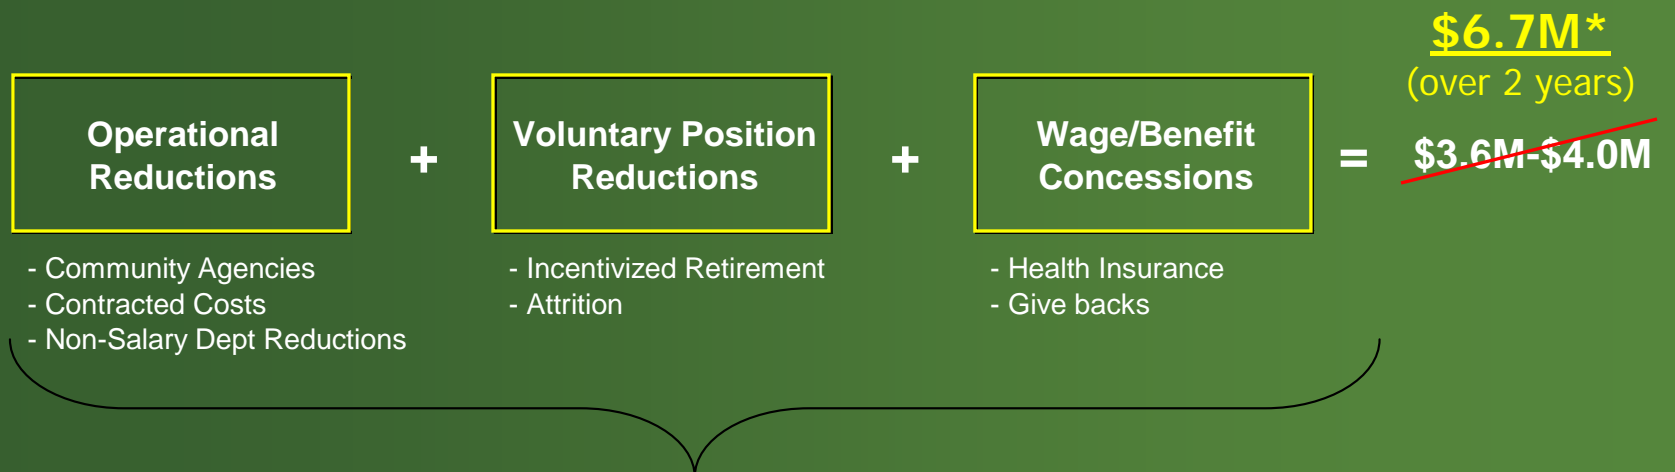 $6.7M*
(over 2 years)
Operational
Reductions
+
Voluntary Position
Reductions
+
Wage/Benefit
Concessions
=
$3.6M-$4.0M
- Community Agencies
- Contracted Costs
- Non-Salary Dept Reductions
- Incentivized Retirement
- Attrition
- Health Insurance
- Give backs